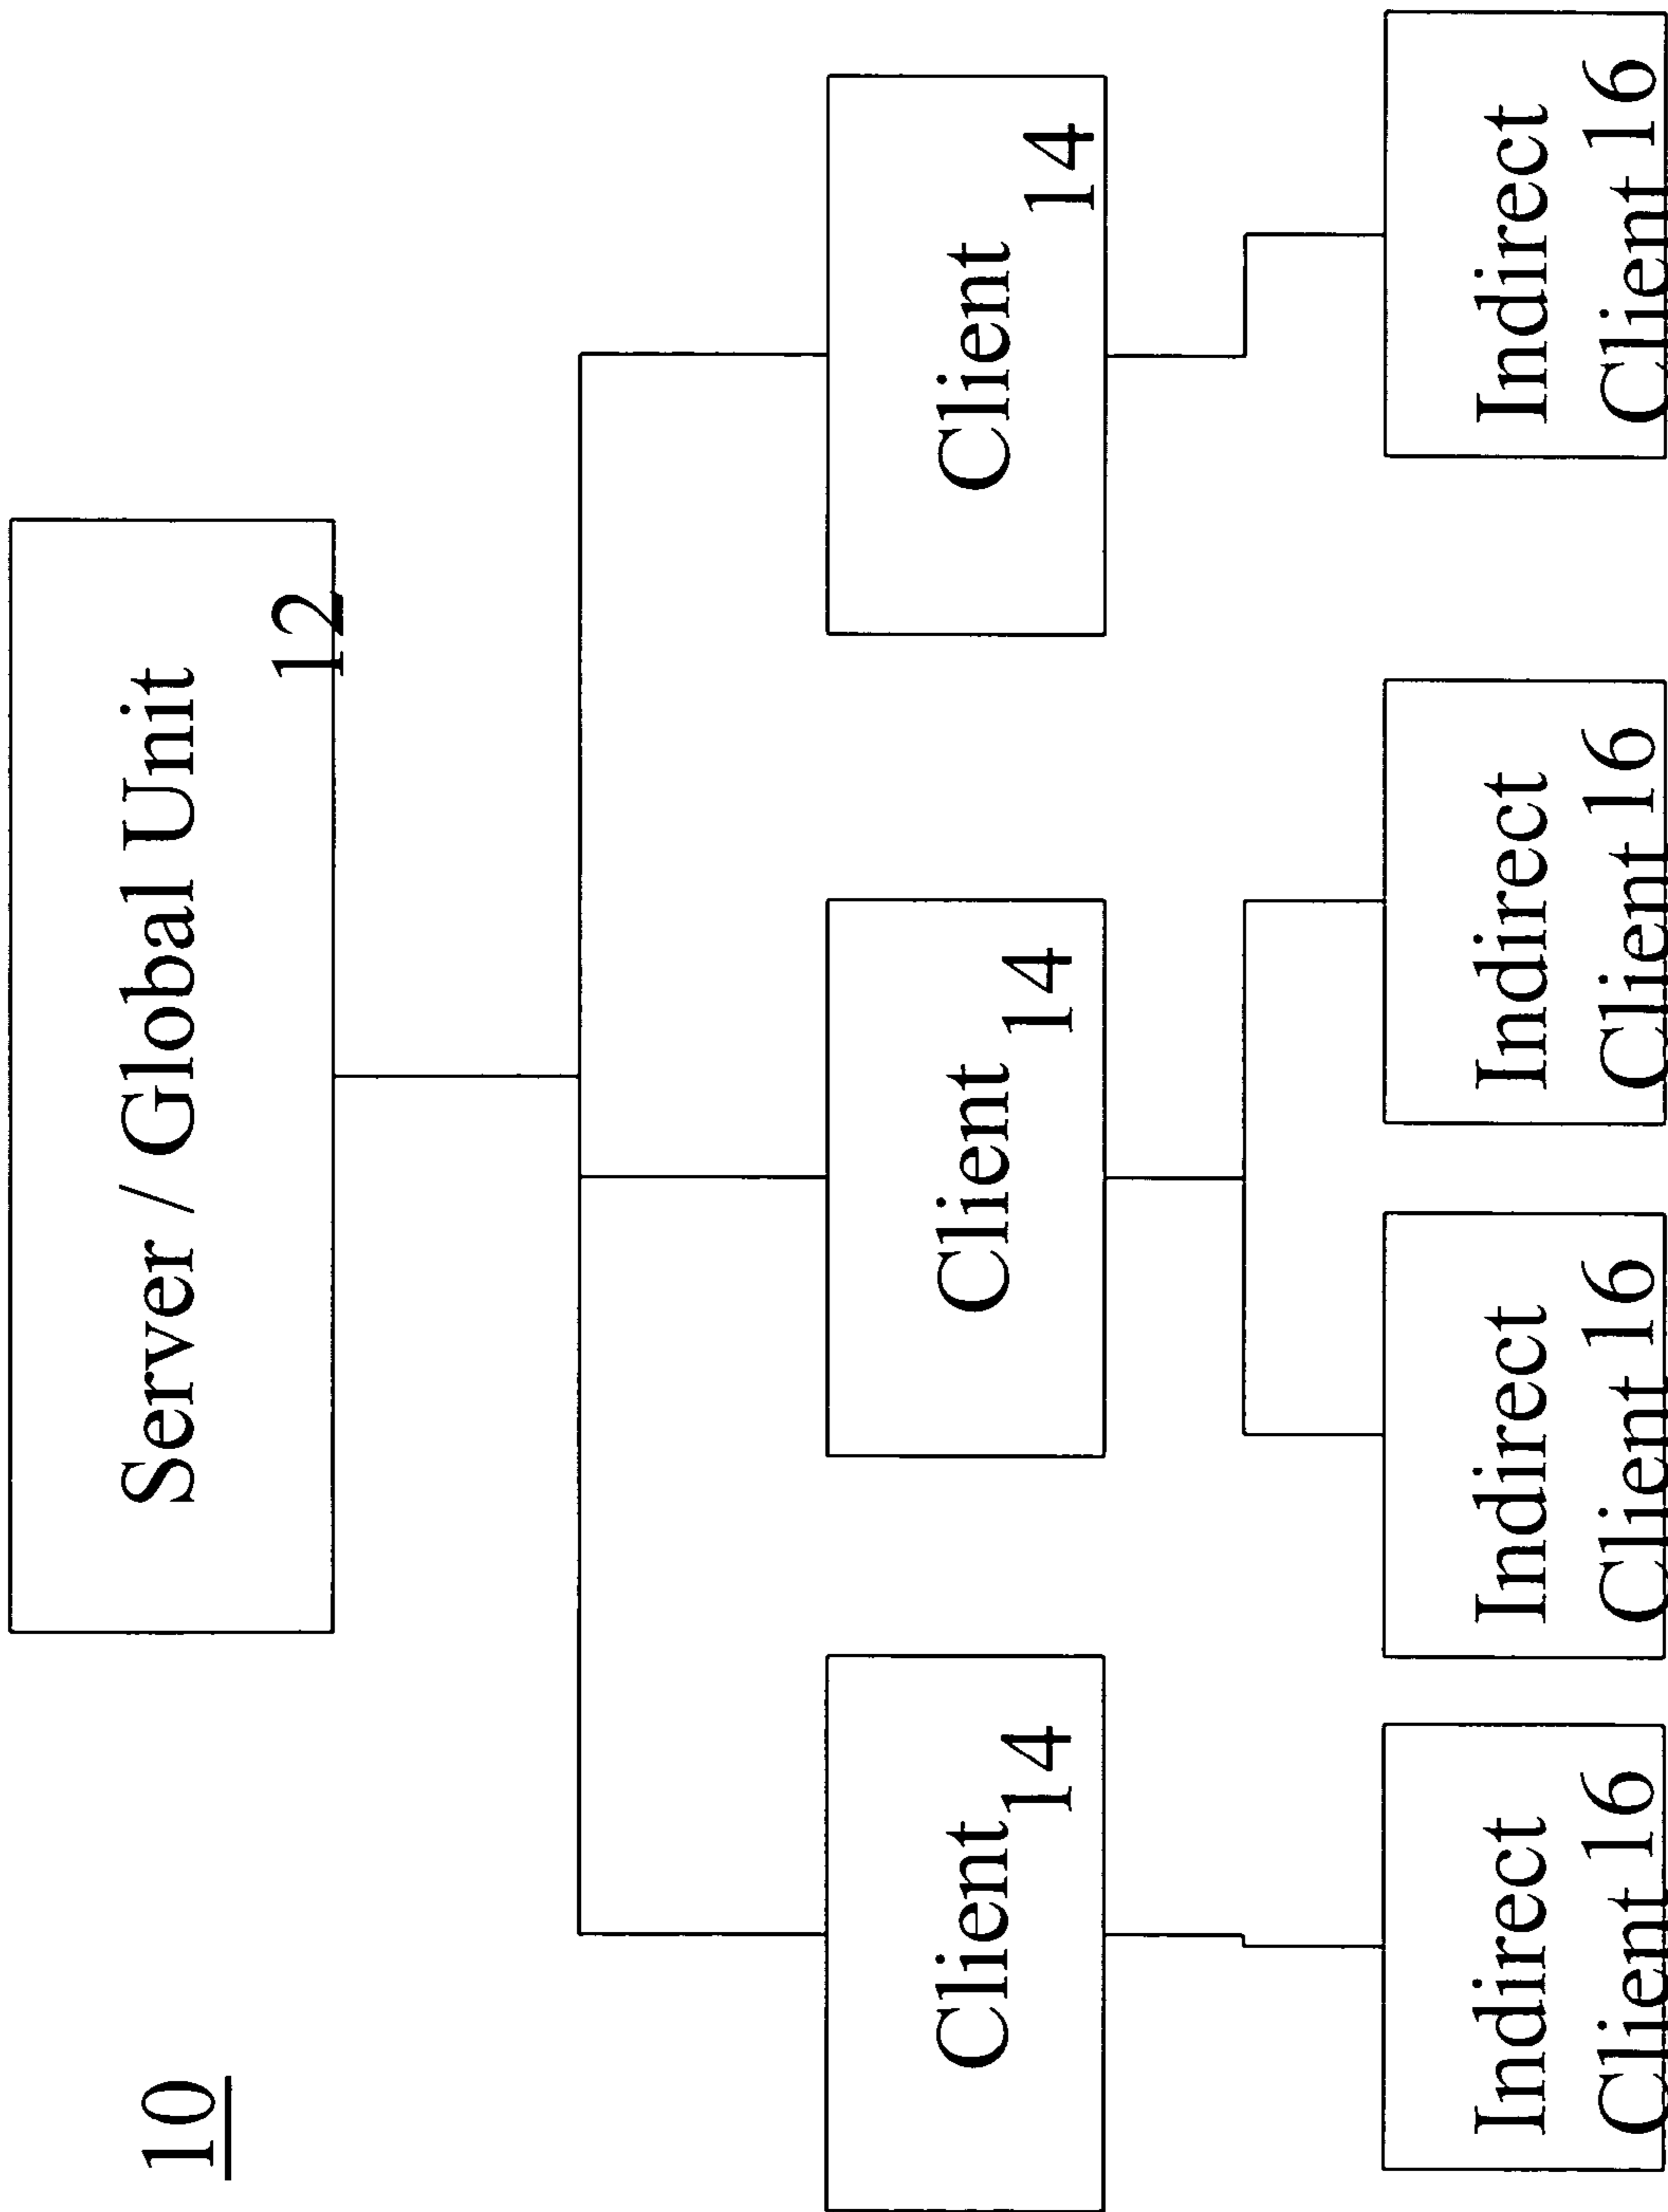 10
Server / Global Unit
12
Client
14
Client
14
Client
14
Indirect
Client 16
Indirect
Client 16
Indirect
Client 16
Indirect
Client 16